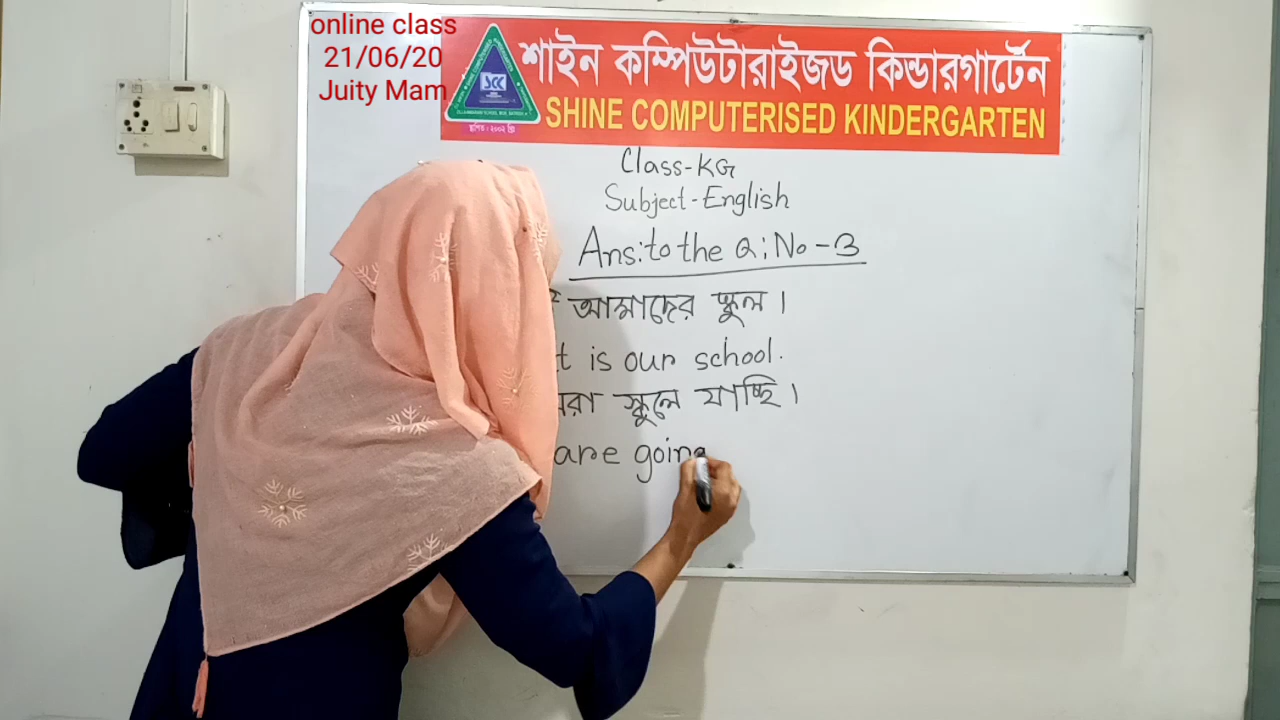 online class
21/06/20
Juity Mam
শাইন কম্পিউটারাইজড কিন্ডারগার্টেন
SHINE COMPUTERISED KINDERGARTEN
স্থাপিত : ২০০২ খ্রি
Class-KG
Subject-English
Ans:to the Q:No-3
আমাদের স্কুল।
is our school.
স্কুলে যাচ্ছি।
are going